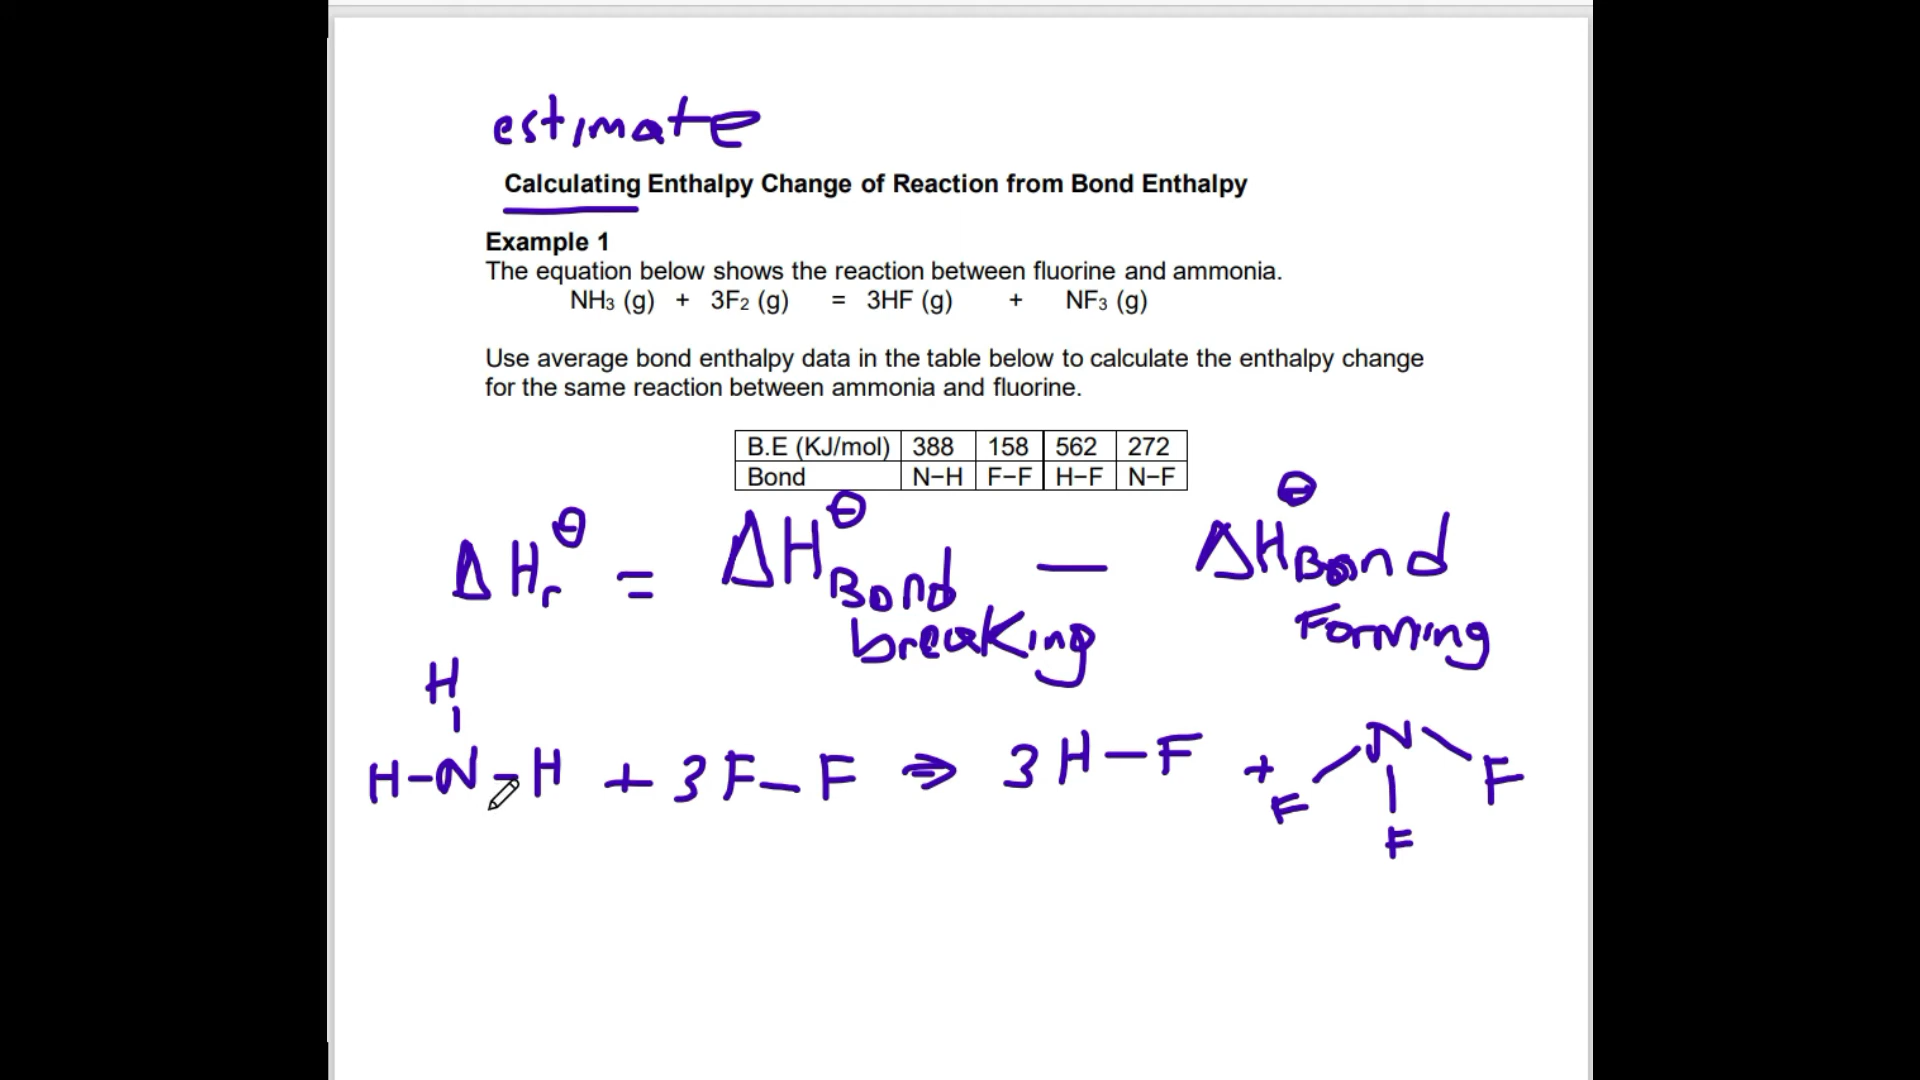 estimate
Calculating Enthalpy Change of Reaction from Bond Enthalpy
Example 1
The equation below shows the reaction between fluorine and ammonia.
NH₃ (g) + 3F₂ (g) = 3HF (g) + NF₃ (g)
Use average bond enthalpy data in the table below to calculate the enthalpy change
for the same reaction between ammonia and fluorine.
B.E (KJ/mol) 388 158 562 272
Bond N–H F–F H–F N–F
ΔHr⊖ = ΔH⊖ Bond breaking — ΔH⊖ Bond Forming
H
H-N-H + 3F-F ⇒ 3H-F + F N F
F